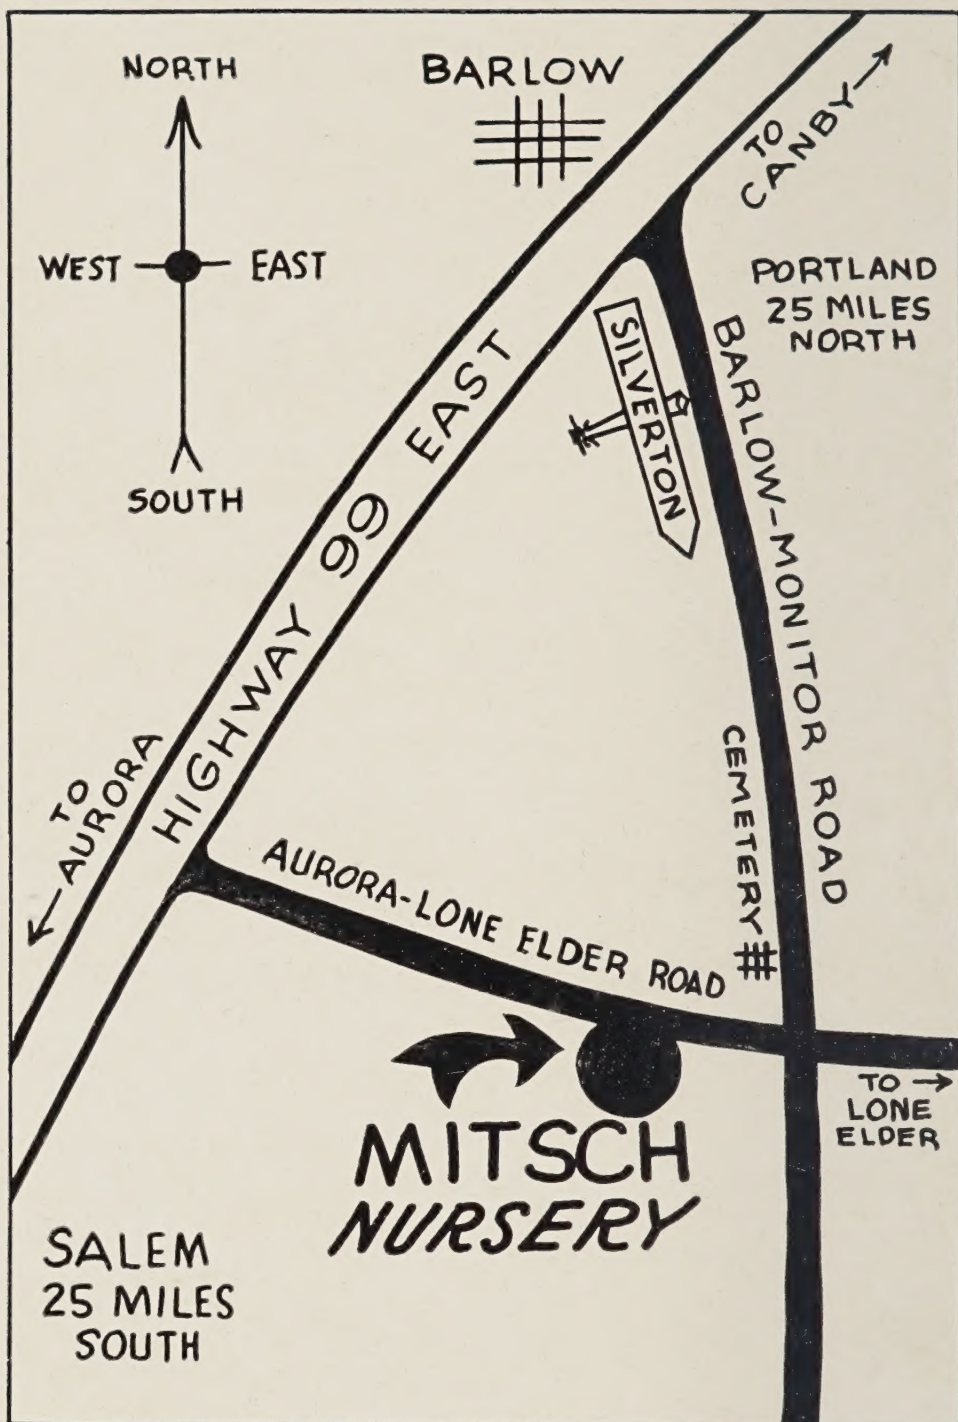 NORTH
WEST
EAST
SOUTH
BARLOW
TO
CANBY
PORTLAND
25 MILES
NORTH
SILVERTON
BARLOW-MONITOR ROAD
HIGHWAY 99 EAST
TO
AURORA
CEMETERY
AURORA-LONE ELDER ROAD
TO
LONE
ELDER
MITSCH
NURSERY
SALEM
25 MILES
SOUTH